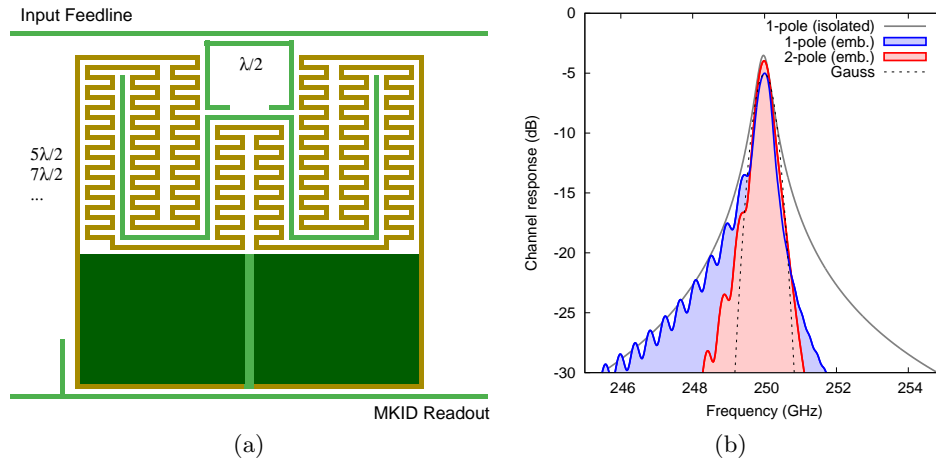 Input Feedline
λ/2
5λ/2
7λ/2
...
MKID Readout
(a)
0
-5
-10
-15
-20
-25
-30
Channel response (dB)
1-pole (isolated)
1-pole (emb.)
2-pole (emb.)
Gauss
246
248
250
252
254
Frequency (GHz)
(b)